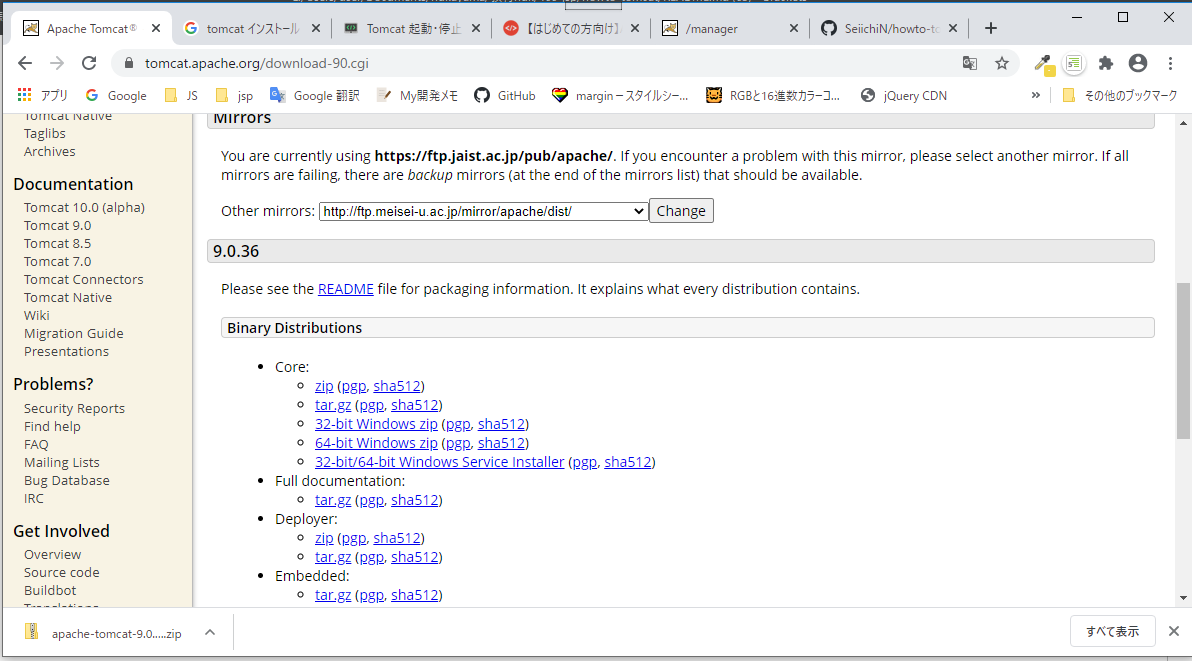 Apache Tomcat®
tomcat インストール
Tomcat 起動・停止
【はじめての方向け】
/manager
SeiichiN/howto-to
tomcat.apache.org/download-90.cgi
アプリ
Google
JS
jsp
Google 翻訳
My開発メモ
GitHub
marginースタイルシー...
RGBと16進数カラーコ...
jQuery CDN
»
その他のブックマーク
Tomcat Native
Taglibs
Archives
Documentation
Tomcat 10.0 (alpha)
Tomcat 9.0
Tomcat 8.5
Tomcat 7.0
Tomcat Connectors
Tomcat Native
Wiki
Migration Guide
Presentations
Problems?
Security Reports
Find help
FAQ
Mailing Lists
Bug Database
IRC
Get Involved
Overview
Source code
Buildbot
Translations
Mirrors
You are currently using https://ftp.jaist.ac.jp/pub/apache/. If you encounter a problem with this mirror, please select another mirror. If all
mirrors are failing, there are backup mirrors (at the end of the mirrors list) that should be available.
Other mirrors: http://ftp.meisei-u.ac.jp/mirror/apache/dist/ Change
9.0.36
Please see the README file for packaging information. It explains what every distribution contains.
Binary Distributions
Core:
zip (pgp, sha512)
tar.gz (pgp, sha512)
32-bit Windows zip (pgp, sha512)
64-bit Windows zip (pgp, sha512)
32-bit/64-bit Windows Service Installer (pgp, sha512)
Full documentation:
tar.gz (pgp, sha512)
Deployer:
zip (pgp, sha512)
tar.gz (pgp, sha512)
Embedded:
tar.gz (pgp, sha512)
apache-tomcat-9.0.....zip
すべて表示